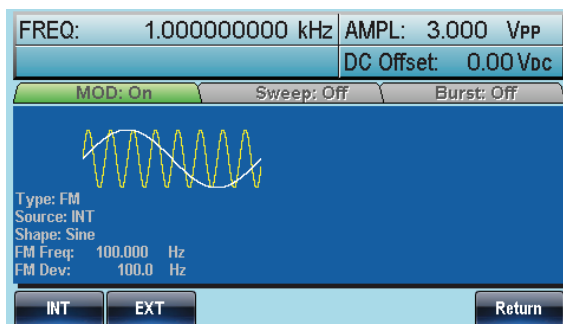 FREQ: 1.000000000 kHz AMPL: 3.000 VPP
DC Offset: 0.00 VDC
MOD: On Sweep: Off Burst: Off
Type: FM
Source: INT
Shape: Sine
FM Freq: 100.000 Hz
FM Dev: 100.0 Hz
INT EXT Return